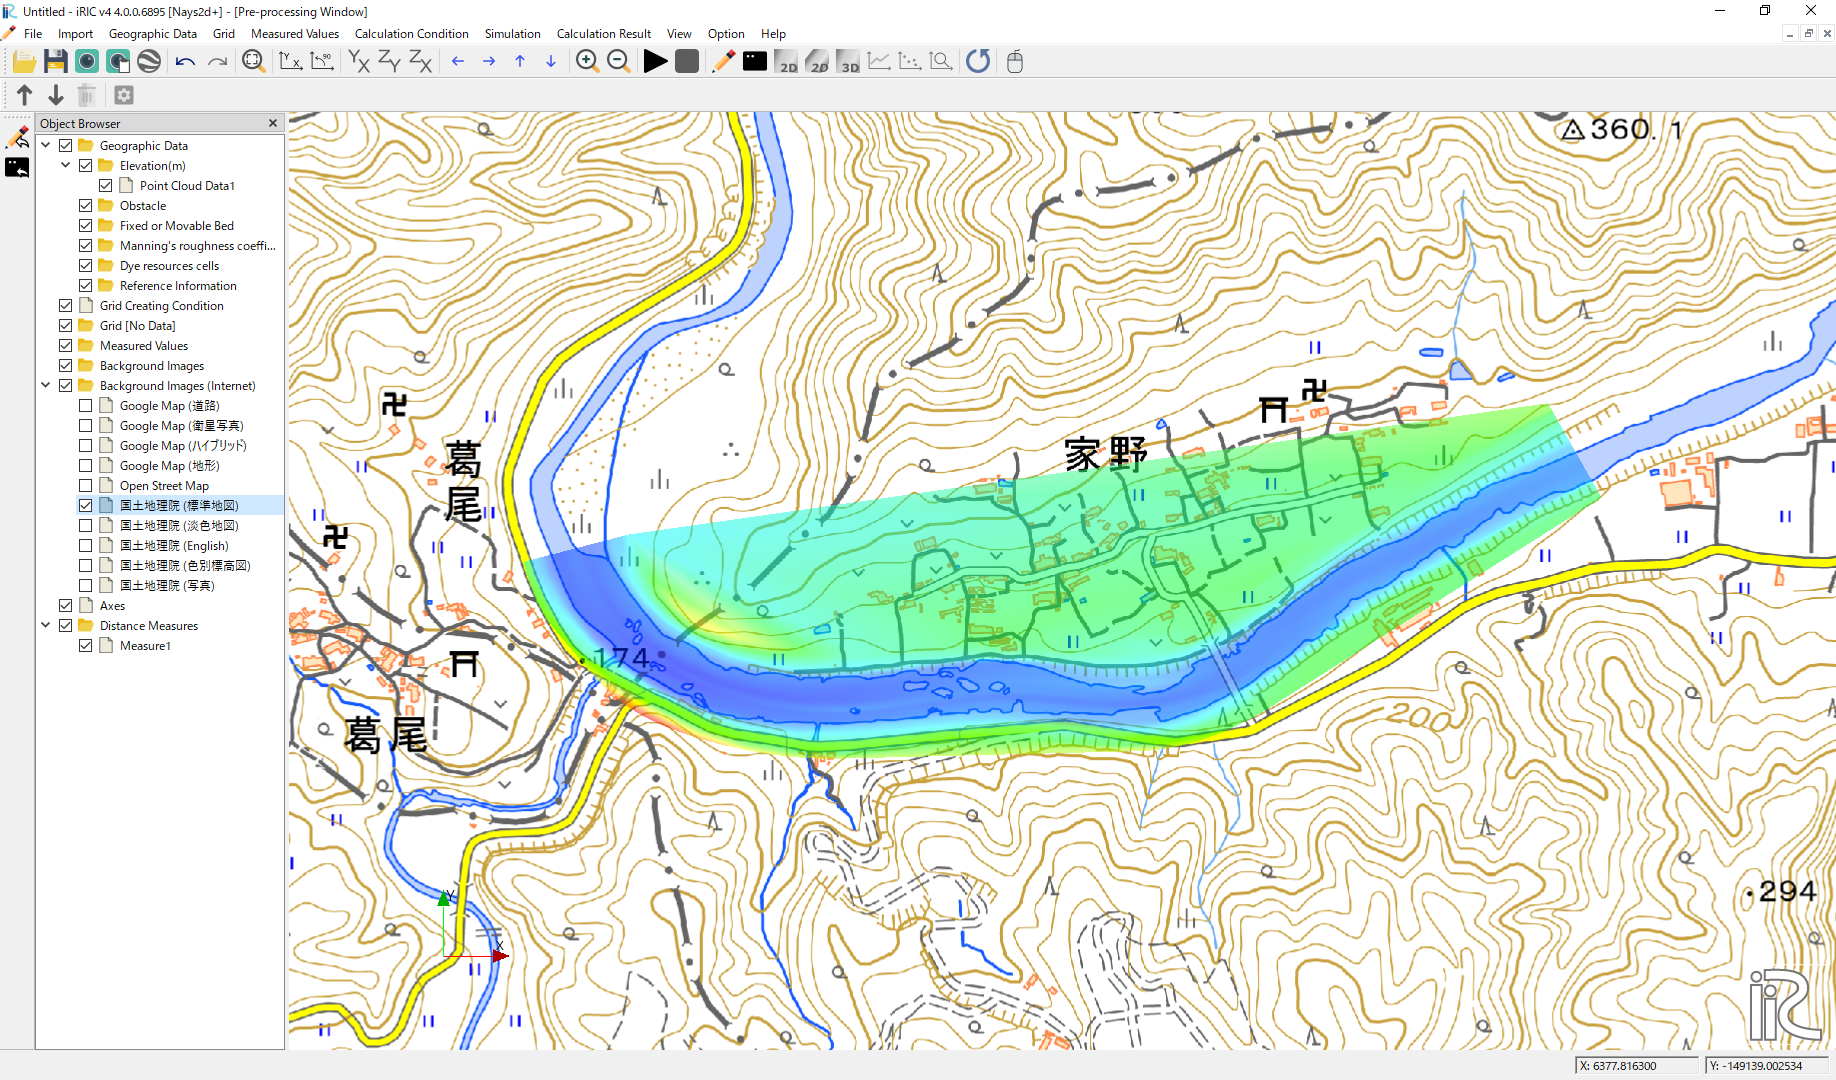 Untitled - iRIC v4 4.0.0.6895 [Nays2d+] - [Pre-processing Window]
File Import Geographic Data Grid Measured Values Calculation Condition Simulation Calculation Result View Option Help
Object Browser
Geographic Data
Elevation(m)
Point Cloud Data1
Obstacle
Fixed or Movable Bed
Manning's roughness coeffi...
Dye resources cells
Reference Information
Grid Creating Condition
Grid [No Data]
Measured Values
Background Images
Background Images (Internet)
Google Map (道路)
Google Map (衛星写真)
Google Map (ハイブリッド)
Google Map (地形)
Open Street Map
国土地理院 (標準地図)
国土地理院 (淡色地図)
国土地理院 (English)
国土地理院 (色別標高図)
国土地理院 (写真)
Axes
Distance Measures
Measure1
360.1
家野
葛尾
174
葛尾
200
294
Y
X
iRIC
X: 6377.816300
Y: -149139.002534